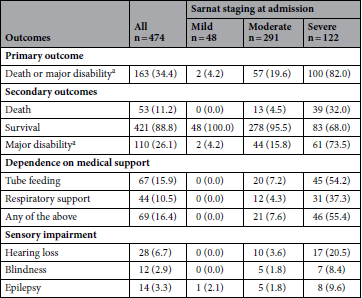 Sarnat staging at admission
Outcomes All n = 474 Mild n = 48 Moderate n = 291 Severe n = 122
Primary outcome
Death or major disabilityᵃ 163 (34.4) 2 (4.2) 57 (19.6) 100 (82.0)
Secondary outcomes
Death 53 (11.2) 0 (0.0) 13 (4.5) 39 (32.0)
Survival 421 (88.8) 48 (100.0) 278 (95.5) 83 (68.0)
Major disabilityᵃ 110 (26.1) 2 (4.2) 44 (15.8) 61 (73.5)
Dependence on medical support
Tube feeding 67 (15.9) 0 (0.0) 20 (7.2) 45 (54.2)
Respiratory support 44 (10.5) 0 (0.0) 12 (4.3) 31 (37.3)
Any of the above 69 (16.4) 0 (0.0) 21 (7.6) 46 (55.4)
Sensory impairment
Hearing loss 28 (6.7) 0 (0.0) 10 (3.6) 17 (20.5)
Blindness 12 (2.9) 0 (0.0) 5 (1.8) 7 (8.4)
Epilepsy 14 (3.3) 1 (2.1) 5 (1.8) 8 (9.6)